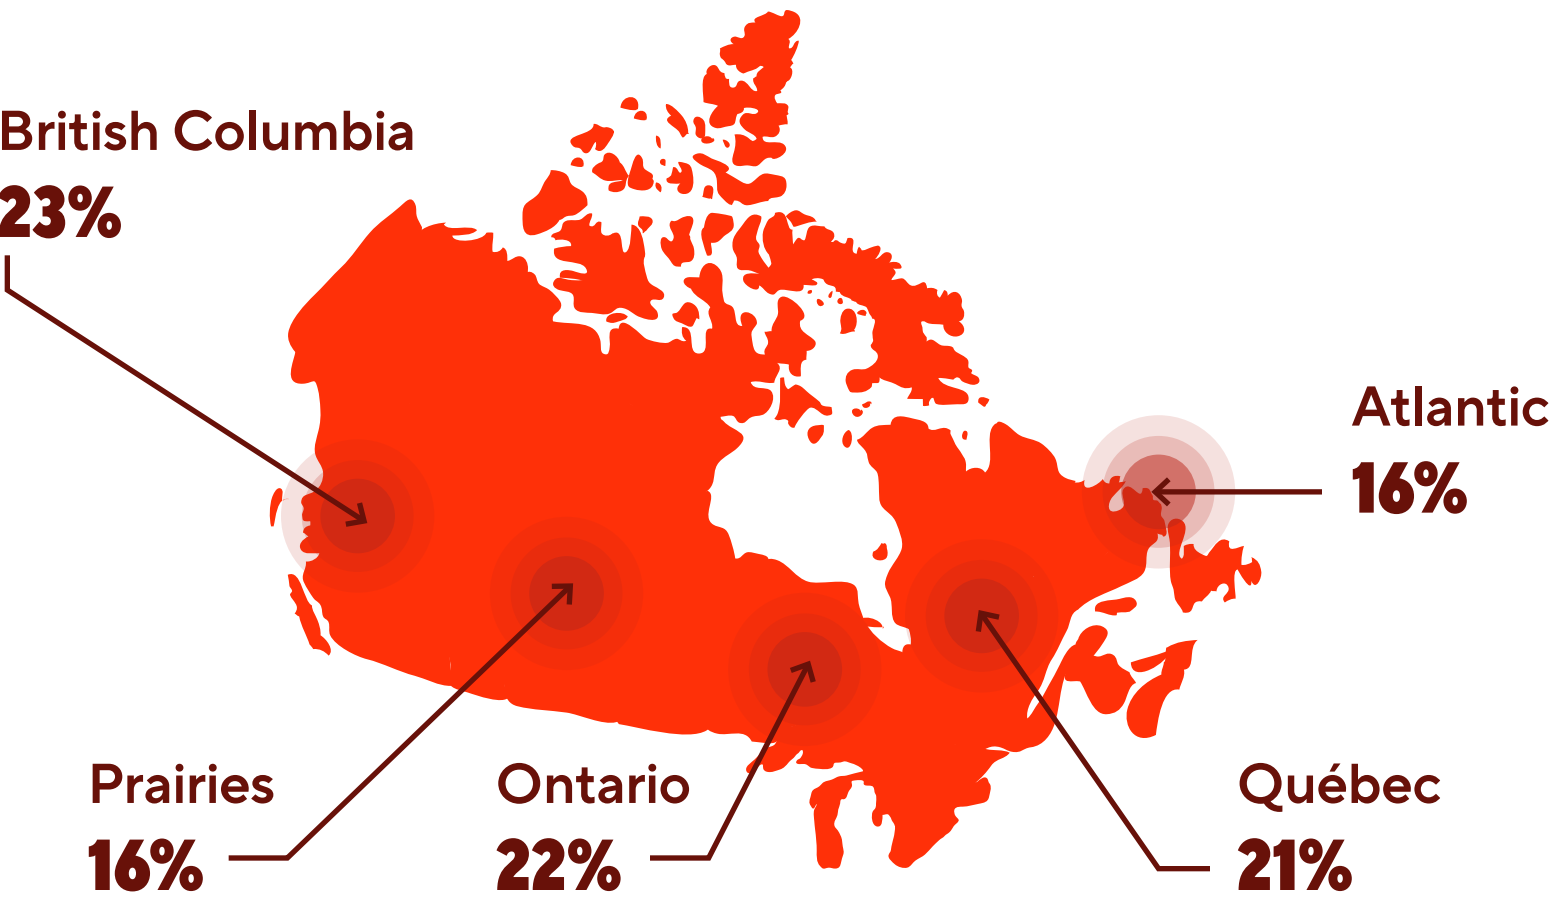 British Columbia
23%
Atlantic
16%
Prairies
16%
Ontario
22%
Québec
21%